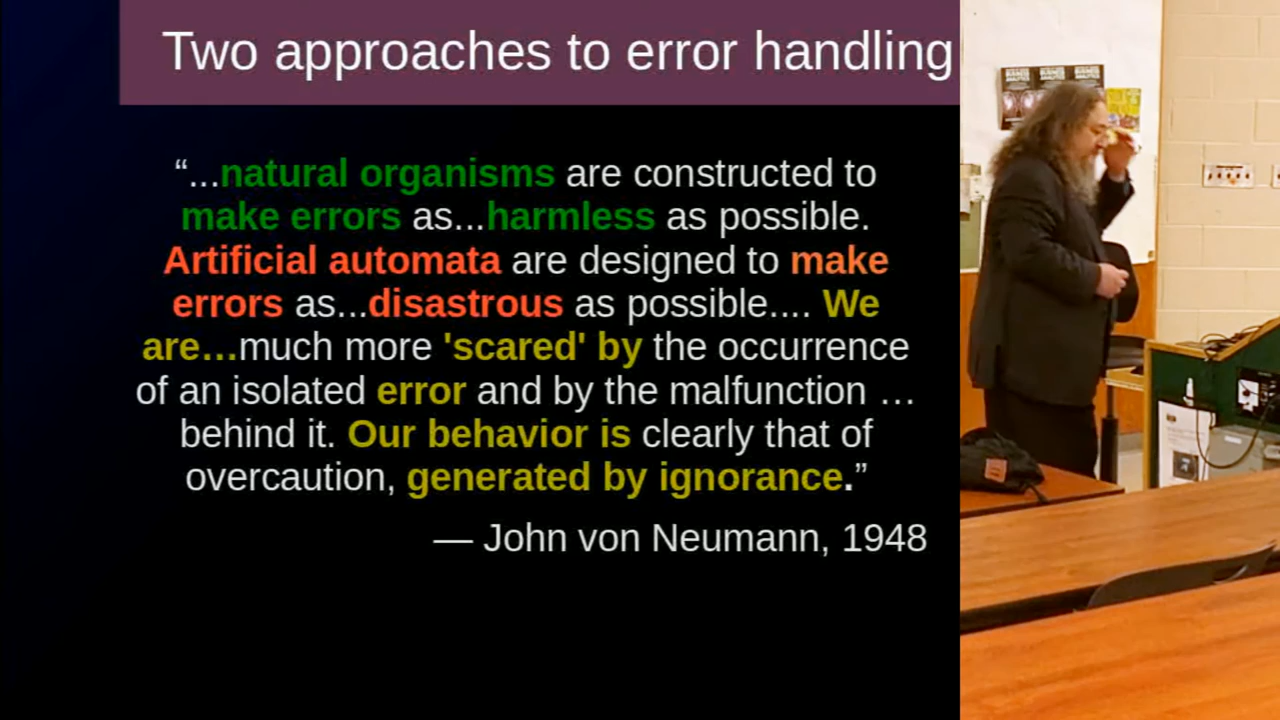 Two approaches to error handling
“...natural organisms are constructed to
make errors as...harmless as possible.
Artificial automata are designed to make
errors as...disastrous as possible.... We
are…much more 'scared' by the occurrence
of an isolated error and by the malfunction …
behind it. Our behavior is clearly that of
overcaution, generated by ignorance.”
— John von Neumann, 1948